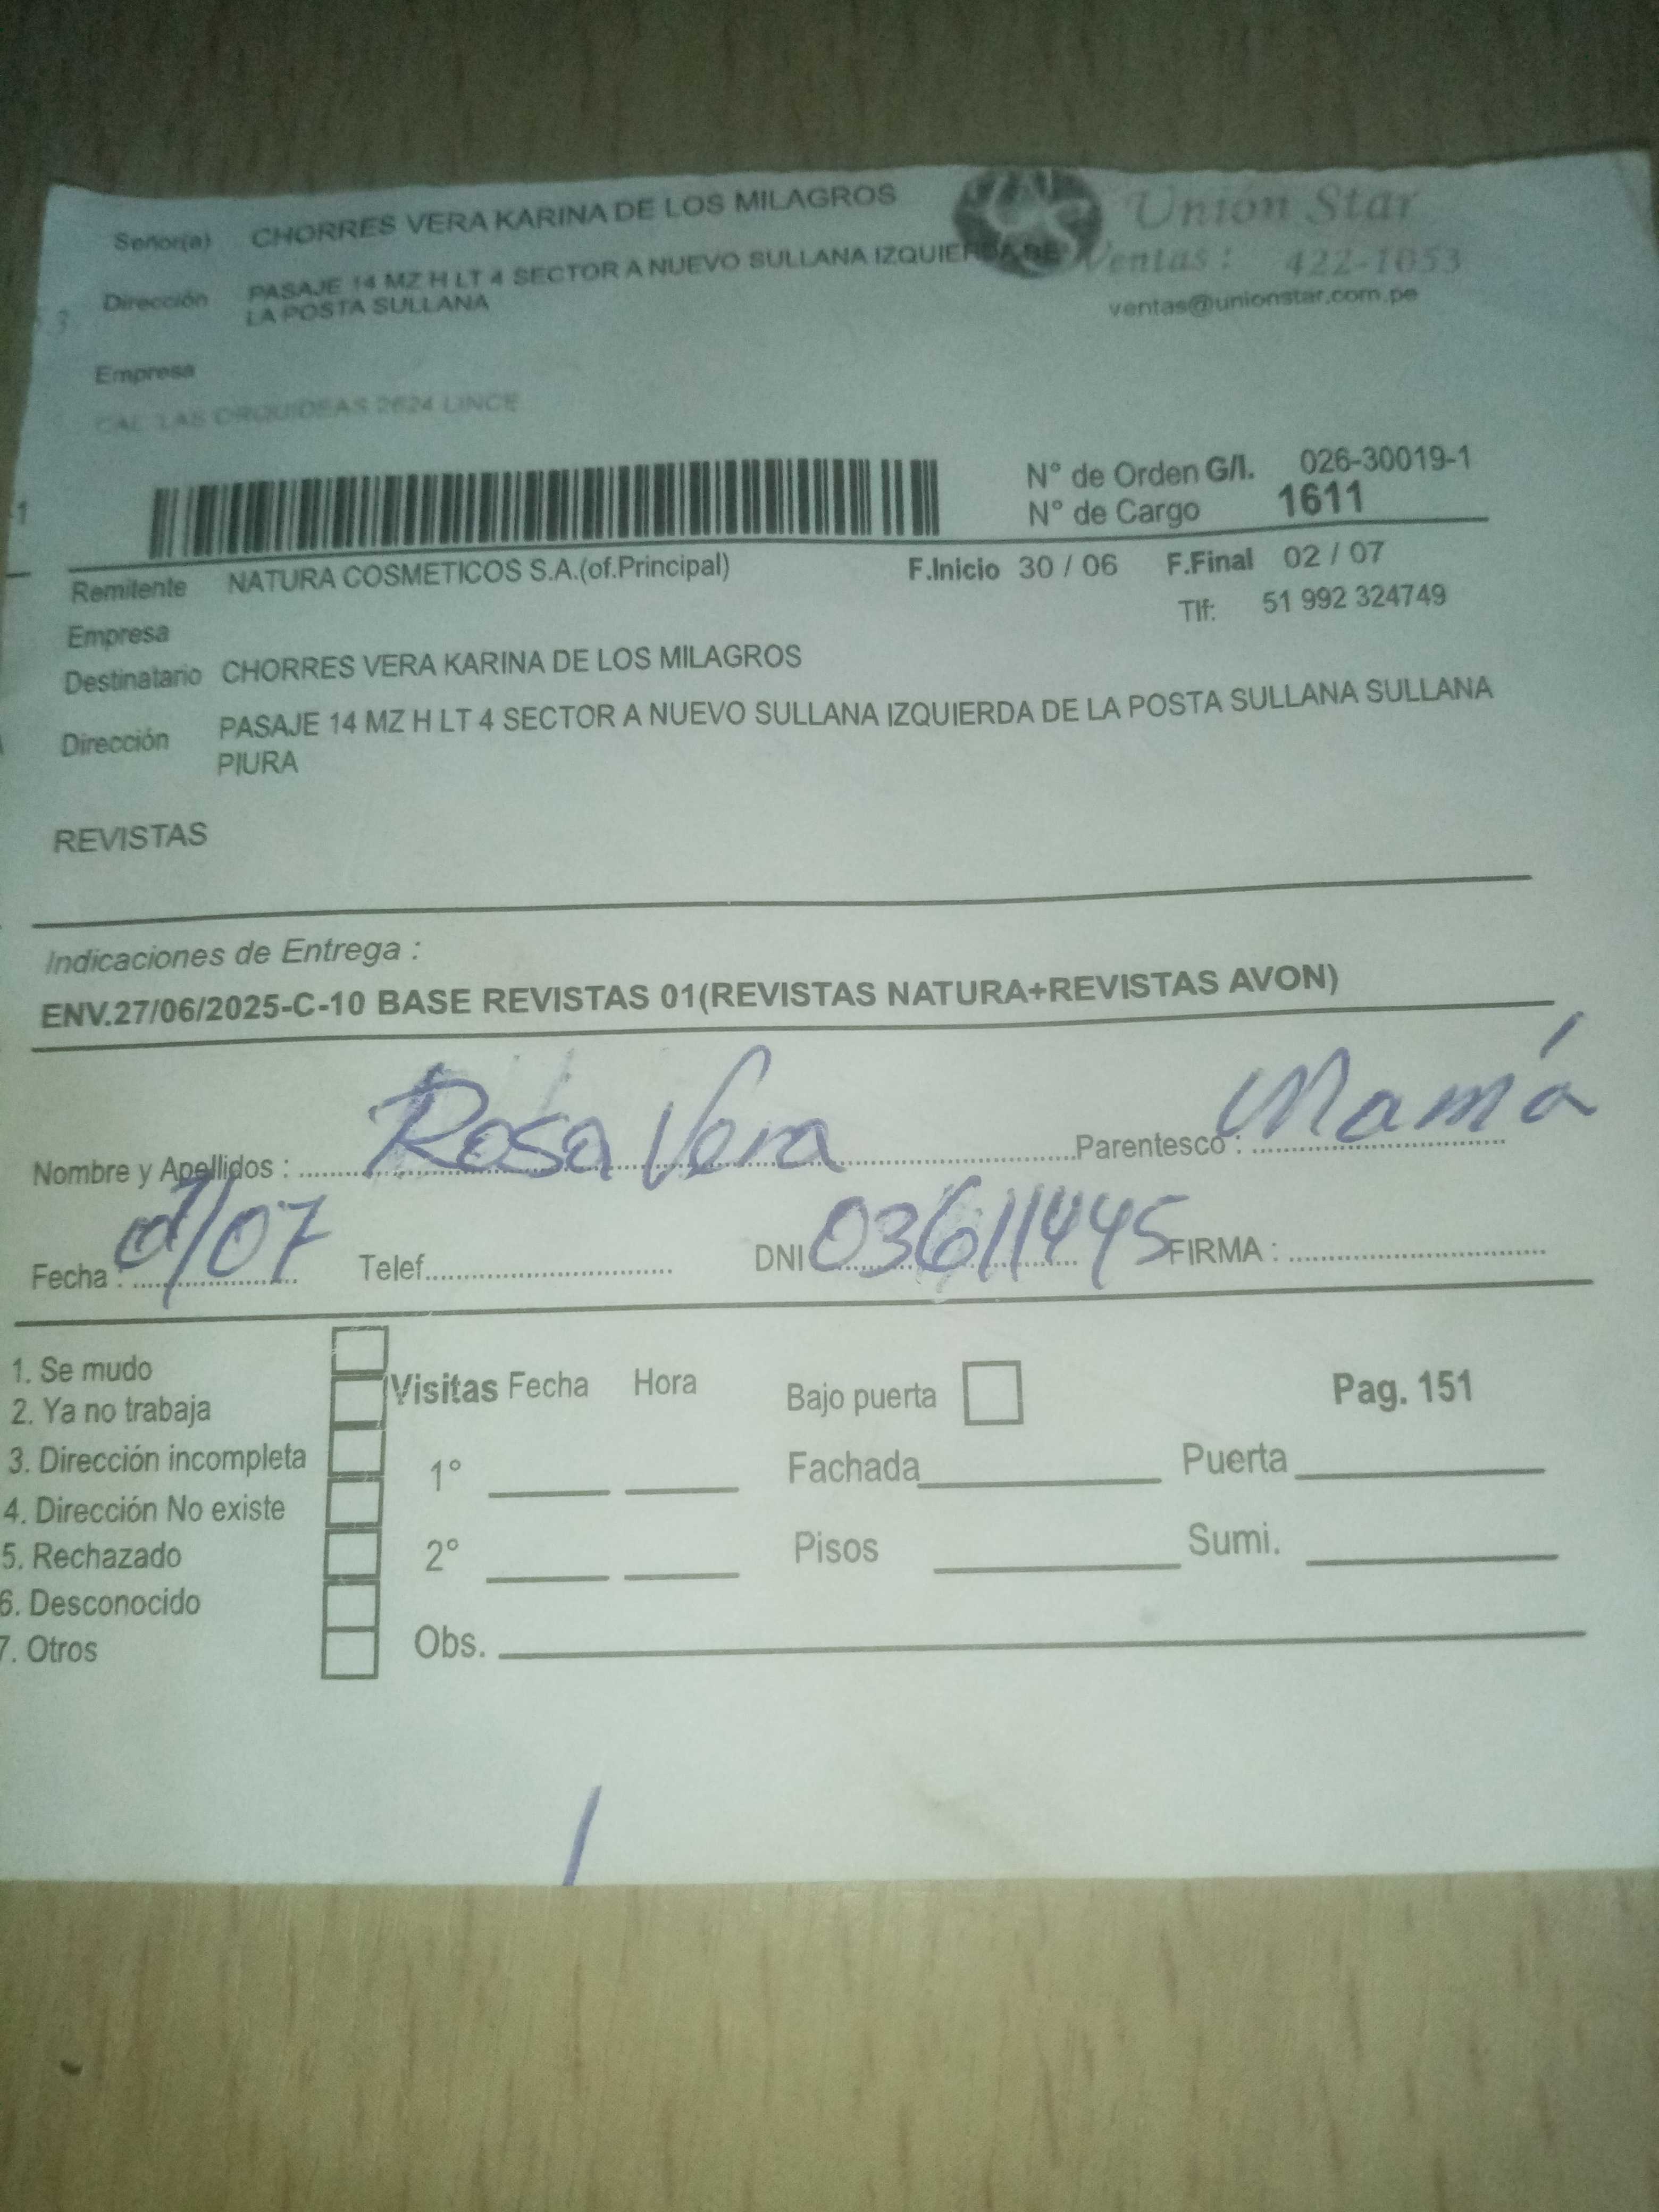 Señor(a) CHORRES VERA KARINA DE LOS MILAGROS
Unión Star
Ventas : 422-1053
ventas@unionstar.com.pe
Dirección PASAJE 14 MZ H LT 4 SECTOR A NUEVO SULLANA IZQUIERDA DE
LA POSTA SULLANA
3
Empresa
CAL LAS ORQUIDEAS 2624 LINCE
N° de Orden G/I. 026-30019-1
N° de Cargo 1611
-1
Remitente NATURA COSMETICOS S.A.(of.Principal) F.Inicio 30 / 06 F.Final 02 / 07
Empresa Tlf: 51 992 324749
Destinatario CHORRES VERA KARINA DE LOS MILAGROS
Dirección PASAJE 14 MZ H LT 4 SECTOR A NUEVO SULLANA IZQUIERDA DE LA POSTA SULLANA SULLANA
PIURA
REVISTAS
Indicaciones de Entrega :
ENV.27/06/2025-C-10 BASE REVISTAS 01(REVISTAS NATURA+REVISTAS AVON)
Nombre y Apellidos : Rosa Vera Parentesco : Mamá
Fecha : /07 Telef. DNI 03611445 FIRMA :
1. Se mudo
2. Ya no trabaja
3. Dirección incompleta
4. Dirección No existe
5. Rechazado
6. Desconocido
7. Otros
Visitas Fecha Hora
1°
2°
Obs.
Bajo puerta Pag. 151
Fachada Puerta
Pisos Sumi.